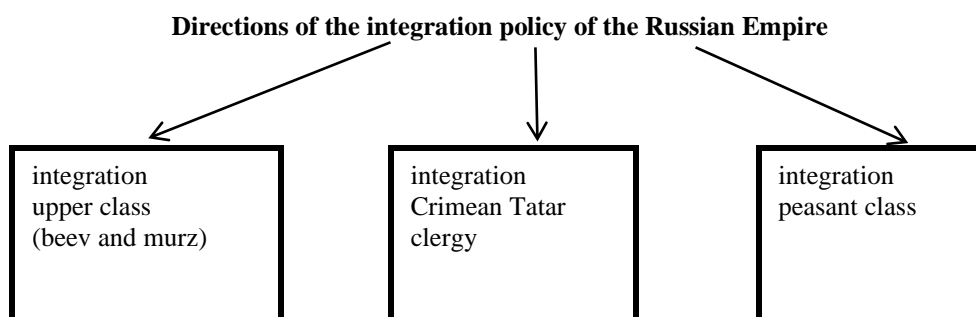 Directions of the integration policy of the Russian Empire
integration
upper class
(beev and murz)
integration
Crimean Tatar
clergy
integration
peasant class